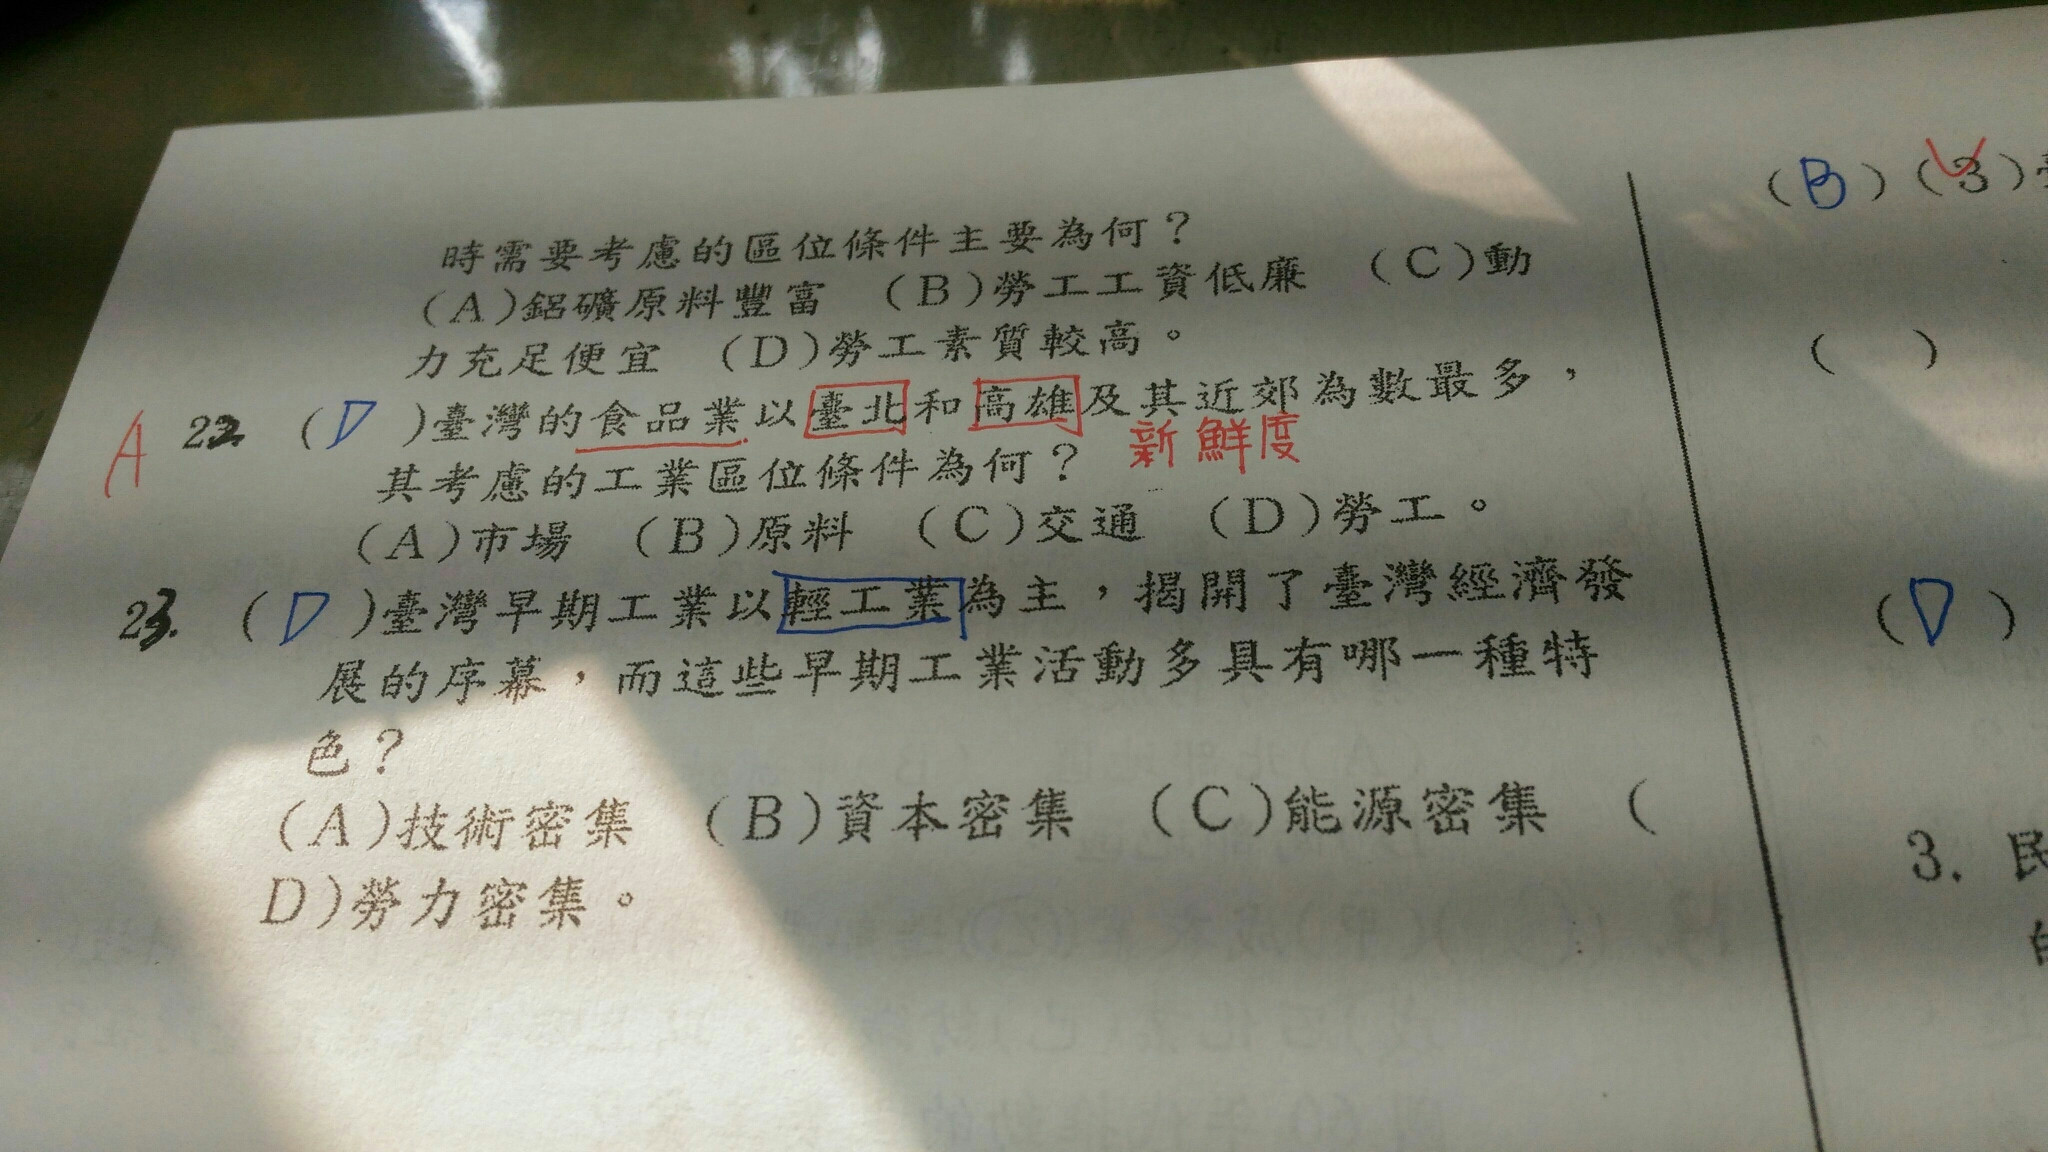 時需要考慮的區位條件主要為何？
(A)鋁礦原料豐富 (B)勞工工資低廉 (C)動
力充足便宜 (D)勞工素質較高。
A 22. (D)臺灣的食品業以臺北和高雄及其近郊為數最多，
新鮮度
其考慮的工業區位條件為何？
(A)市場 (B)原料 (C)交通 (D)勞工。
23. (D)臺灣早期工業以輕工業為主，揭開了臺灣經濟發
展的序幕，而這些早期工業活動多具有哪一種特
色？
(A)技術密集 (B)資本密集 (C)能源密集 (
D)勞力密集。
(B)(3)
( )
(D)
3. 民